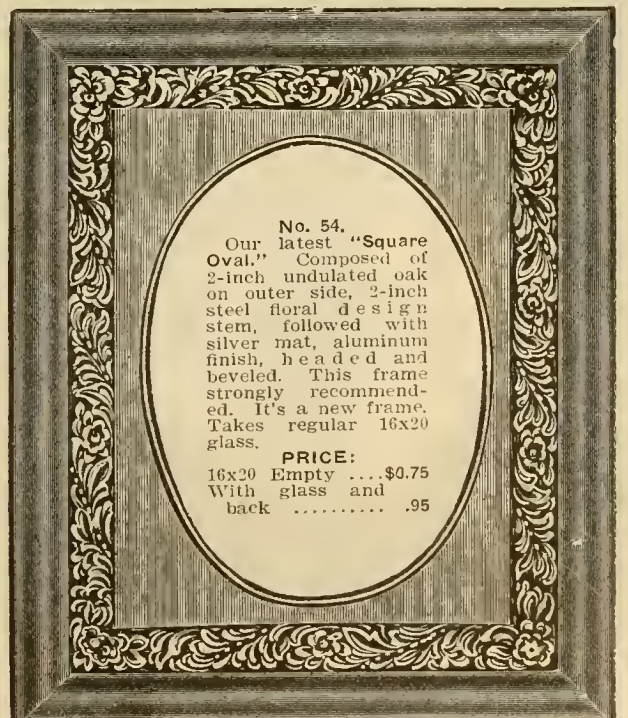 No. 54.
Our latest "Square
Oval." Composed of
2-inch undulated oak
on outer side, 2-inch
steel floral design
stem, followed with
silver mat, aluminum
finish, headed and
beveled. This frame
strongly recommend-
ed. It's a new frame.
Takes regular 16x20
glass.
PRICE:
16x20 Empty ....$0.75
With glass and
back .......... .95